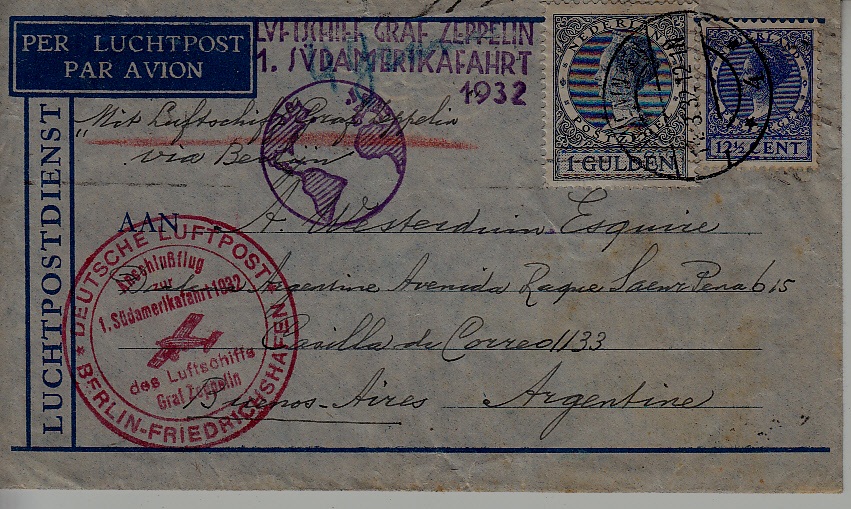 PER LUCHTPOST
PAR AVION
LUFTSCHIFF GRAF ZEPPELIN
1. SÜDAMERIKAFAHRT
1932
NEDERLAND
POSTZEGEL
1 GULDEN
12½ CENT
"Mit Luftschiff Graf Zeppelin
via Berlin
LUCHTPOSTDIENST
AAN A. Westerduin Esquire
Argentine Avenida Roque Saenz Pena 615
Casilla de Correo 1133
Buenos-Aires Argentine
* DEUTSCHE LUFTPOST *
BERLIN-FRIEDRICHSHAFEN
Anschlußflug
zur
1. Südamerikafahrt 1932
des Luftschiffs
Graf Zeppelin